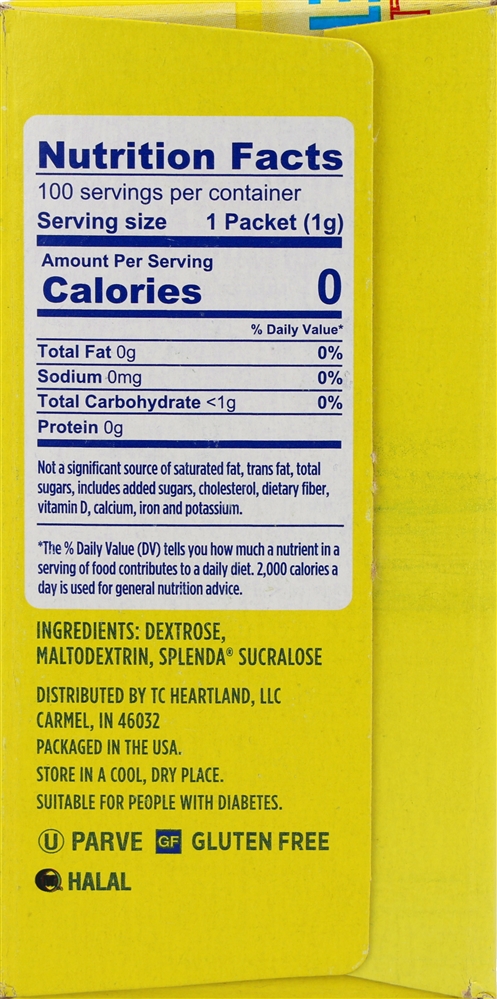 Nutrition Facts
100 servings per container
Serving size 1 Packet (1g)
Amount Per Serving
Calories 0
% Daily Value*
Total Fat 0g 0%
Sodium 0mg 0%
Total Carbohydrate <1g 0%
Protein 0g
Not a significant source of saturated fat, trans fat, total
sugars, includes added sugars, cholesterol, dietary fiber,
vitamin D, calcium, iron and potassium.
*The % Daily Value (DV) tells you how much a nutrient in a
serving of food contributes to a daily diet. 2,000 calories a
day is used for general nutrition advice.
INGREDIENTS: DEXTROSE,
MALTODEXTRIN, SPLENDA® SUCRALOSE
DISTRIBUTED BY TC HEARTLAND, LLC
CARMEL, IN 46032
PACKAGED IN THE USA.
STORE IN A COOL, DRY PLACE.
SUITABLE FOR PEOPLE WITH DIABETES.
U PARVE GF GLUTEN FREE
HALAL